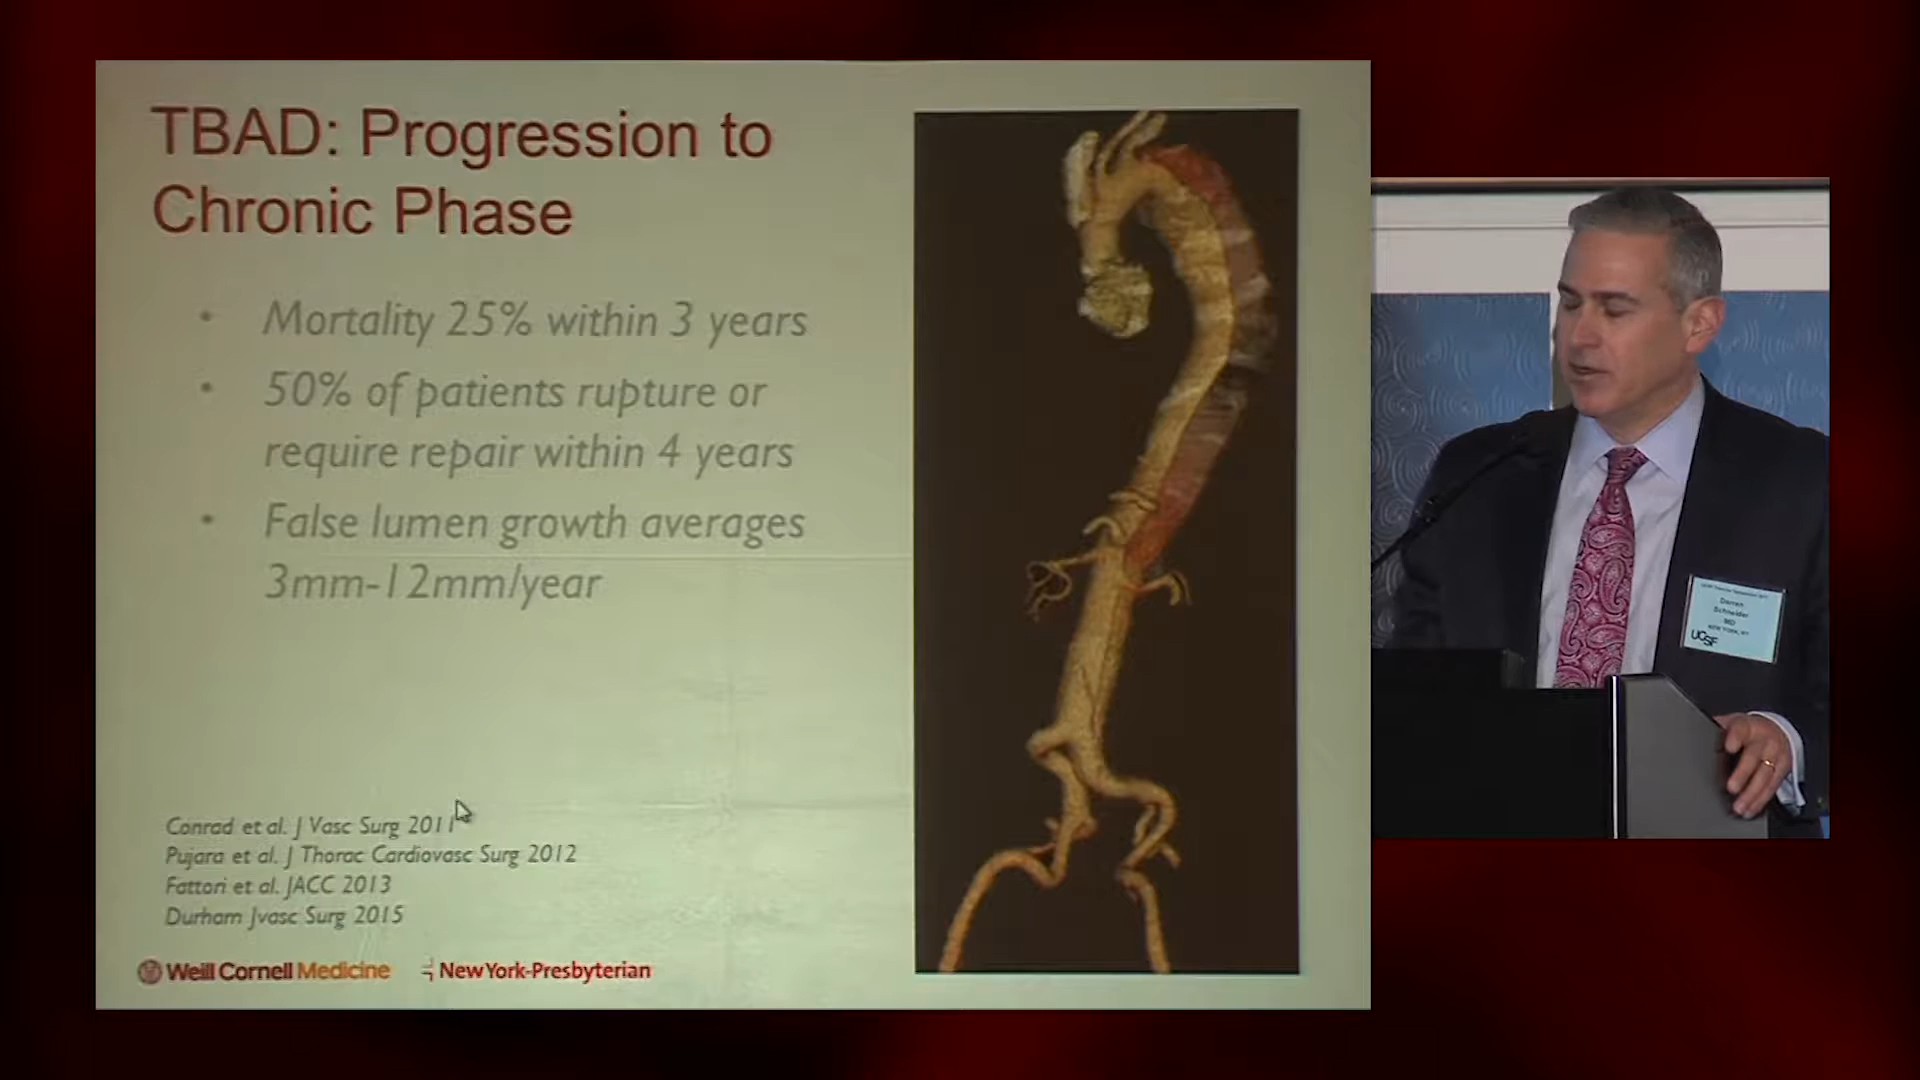 TBAD: Progression to
Chronic Phase
• Mortality 25% within 3 years
• 50% of patients rupture or
require repair within 4 years
• False lumen growth averages
3mm-12mm/year
Conrad et al. J Vasc Surg 2011
Pujara et al. J Thorac Cardiovasc Surg 2012
Fattori et al. JACC 2013
Durham Jvasc Surg 2015
Weill Cornell Medicine
NewYork-Presbyterian
Darren
Schneider
MD
NEW YORK, NY
UCSF